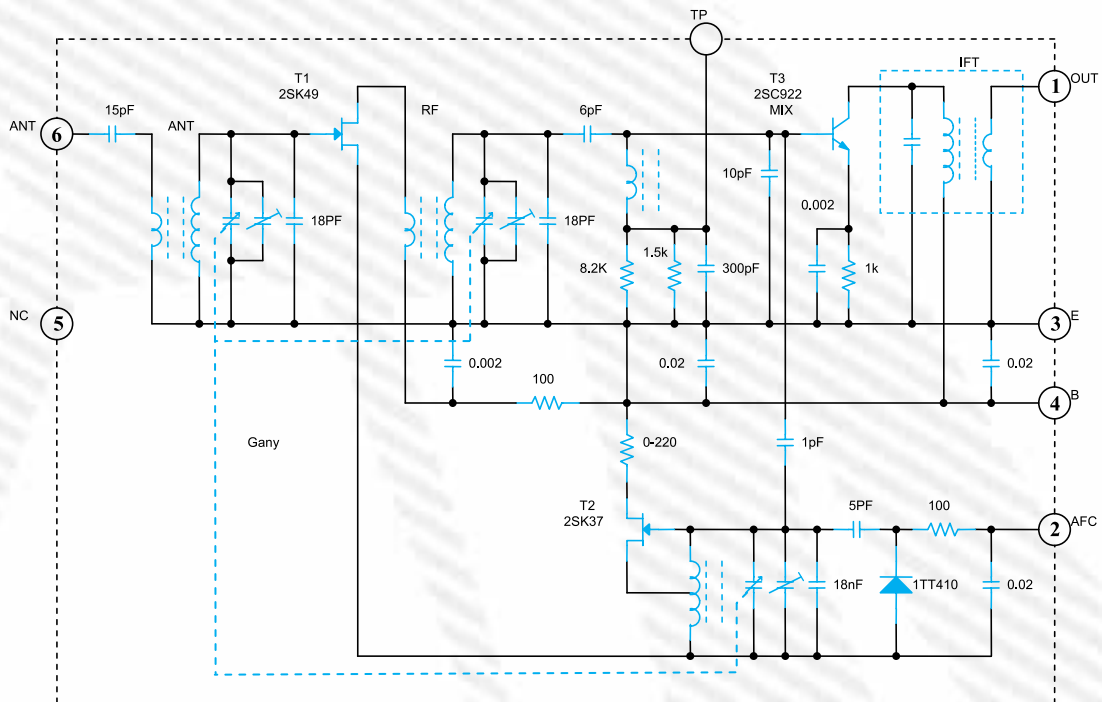 TP
T1
2SK49
T3
2SC922
MIX
IFT
1
OUT
15pF
ANT
6
ANT
RF
6pF
10pF
0.002
18PF
18PF
8.2K
1.5k
300pF
1k
NC
5
3
E
0.002
0.02
0.02
100
4
B
Gany
0-220
1pF
T2
2SK37
5PF
100
2
AFC
18nF
1TT410
0.02